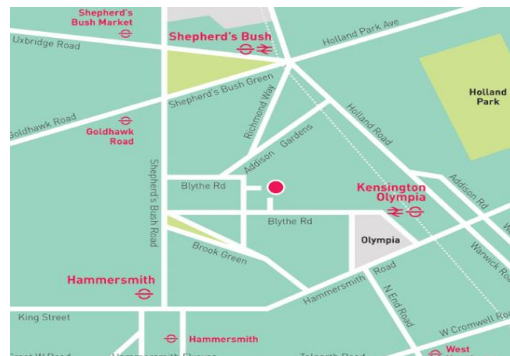 Shepherd's
Bush Market
Uxbridge Road
Shepherd's Bush
Holland Park Ave
Holland
Park
Shepherd's Bush Green
Goldhawk Road
Goldhawk
Road
Richmond Way
Holland Road
Addison Gardens
Shepherd's Bush Road
Blythe Rd
Kensington
Olympia
Addison Rd
Blythe Rd
Olympia
Brook Green
Warwick
Hammersmith
Hammersmith Road
N End Road
King Street
W Cromwell Road
Hammersmith
West